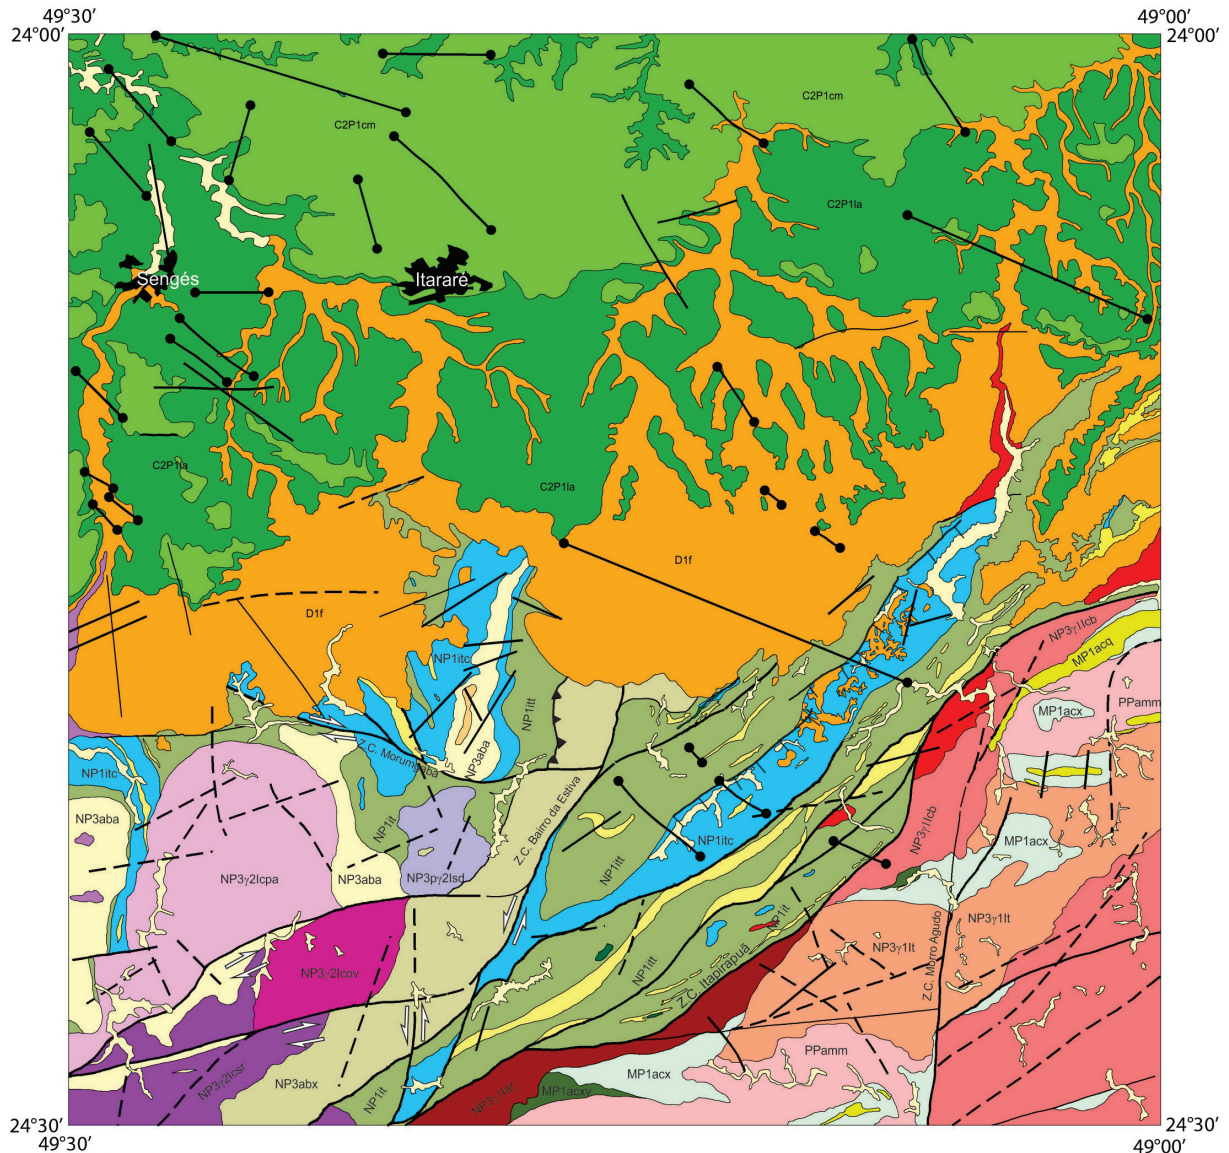 49°30′
49°00′
24°00′
24°00′
C2P1cm
C2P1cm
C2P1la
Sengés
Itararé
C2P1la
C2P1la
D1f
D1f
NP3γ1Icb
MP1acq
NP1itc
NP1itt
PPamm
MP1acx
Z.C. Morungaba
NP3aba
NP1itc
NP3aba
NP1it
Z.C. Bairro da Estiva
NP1itc
NP3γ1Icb
MP1acx
NP3γ2Icpa
NP3aba
NP3pγ2Isd
NP1itt
NP1it
NP3γ1It
NP3γ1It
NP3γ2Icov
NP1itt
Z.C. Itapirapuã
Z.C. Morro Agudo
PPamm
NP3γ2Icsr
NP3abx
NP1it
NP3γ1Iar
MP1acxv
MP1acx
24°30′
24°30′
49°30′
49°00′